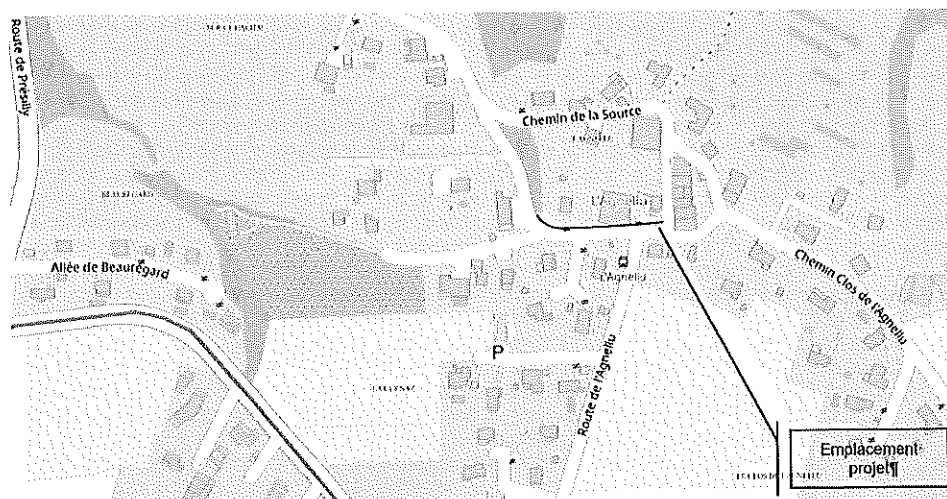 Route de Présilly
Chemin de la Source
L'Agneliu
Allée de Beauregard
L'Agneliu
Chemin Clos de l'Agneliu
P
Route de l'Agneliu
Emplacement
projet¶